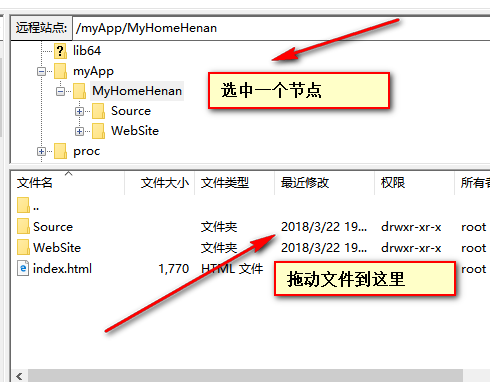 远程站点: /myApp/MyHomeHenan
? lib64
myApp
MyHomeHenan
Source
WebSite
proc
选中一个节点
文件名 文件大小 文件类型 最近修改 权限 所有者
..
Source 文件夹 2018/3/22 19... drwxr-xr-x root
WebSite 文件夹 2018/3/22 19... drwxr-xr-x root
index.html 1,770 HTML 文件 root
拖动文件到这里